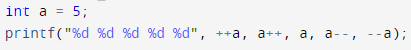 int a = 5;
printf("%d %d %d %d %d", ++a, a++, a, a--, --a);